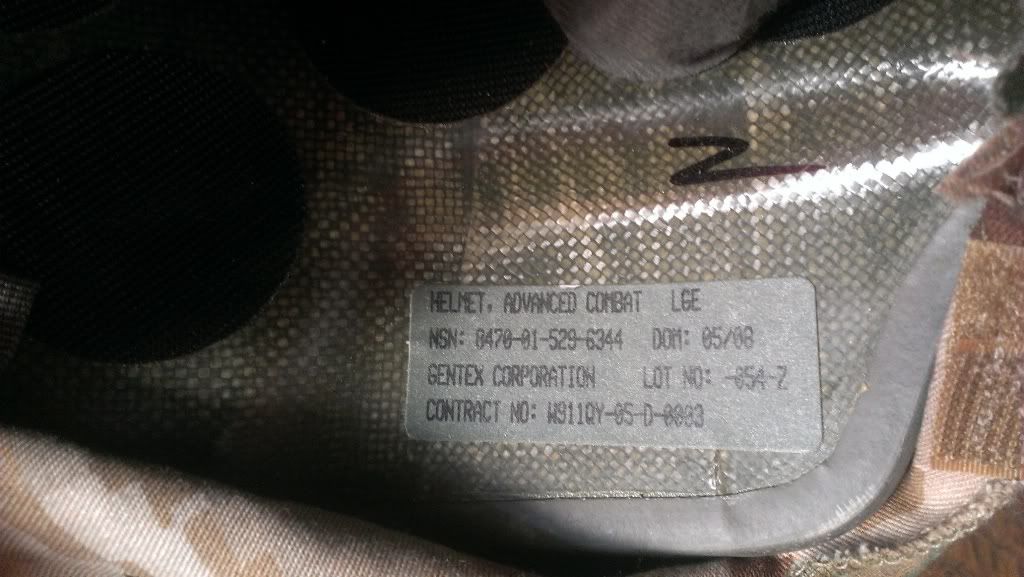 N
HELMET, ADVANCED COMBAT LGE
NSN: 8470-01-529-6344 DOM: 05/08
GENTEX CORPORATION LOT NO: -054-Z
CONTRACT NO: W911QY-05-D-0003